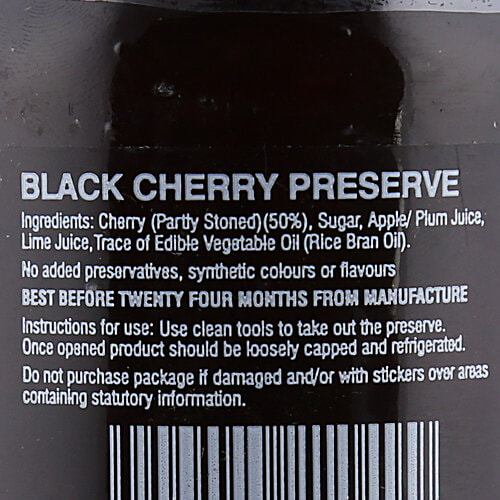 BLACK CHERRY PRESERVE
Ingredients: Cherry (Partly Stoned)(50%), Sugar, Apple/ Plum Juice,
Lime Juice, Trace of Edible Vegetable Oil (Rice Bran Oil).
No added preservatives, synthetic colours or flavours
BEST BEFORE TWENTY FOUR MONTHS FROM MANUFACTURE
Instructions for use: Use clean tools to take out the preserve.
Once opened product should be loosely capped and refrigerated.
Do not purchase package if damaged and/or with stickers over areas
containing statutory information.